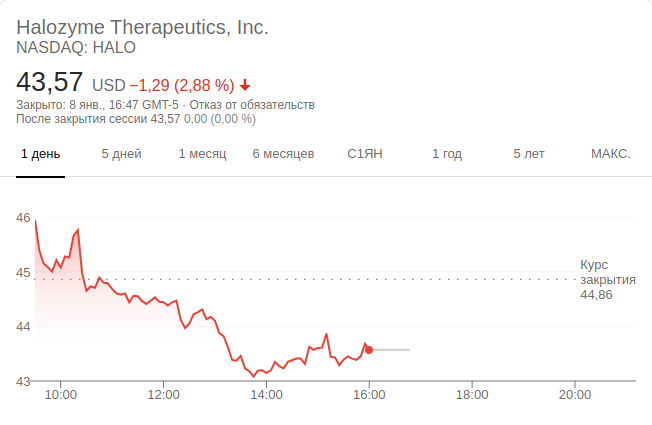 Halozyme Therapeutics, Inc.
NASDAQ: HALO
43,57 USD −1,29 (2,88 %)
Закрыто: 8 янв., 16:47 GMT-5 · Отказ от обязательств
После закрытия сессии 43,57 0,00 (0,00 %)
1 день 5 дней 1 месяц 6 месяцев С1ЯН 1 год 5 лет МАКС.
46
45
44
43
Курс
закрытия
44,86
10:00 12:00 14:00 16:00 18:00 20:00